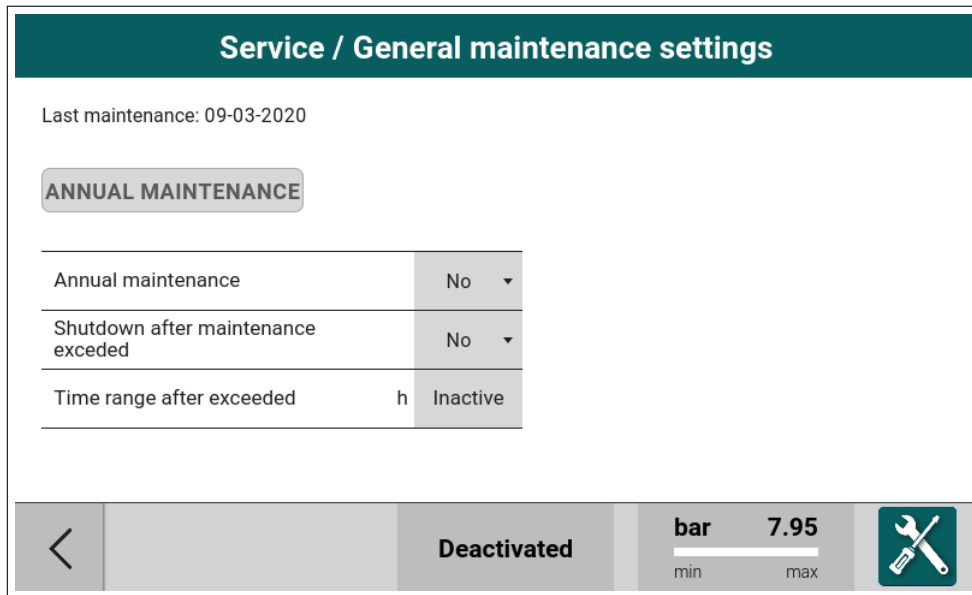 Service / General maintenance settings
Last maintenance: 09-03-2020
ANNUAL MAINTENANCE
Annual maintenance No
Shutdown after maintenance
exceded No
Time range after exceeded h Inactive
Deactivated
bar 7.95
min max